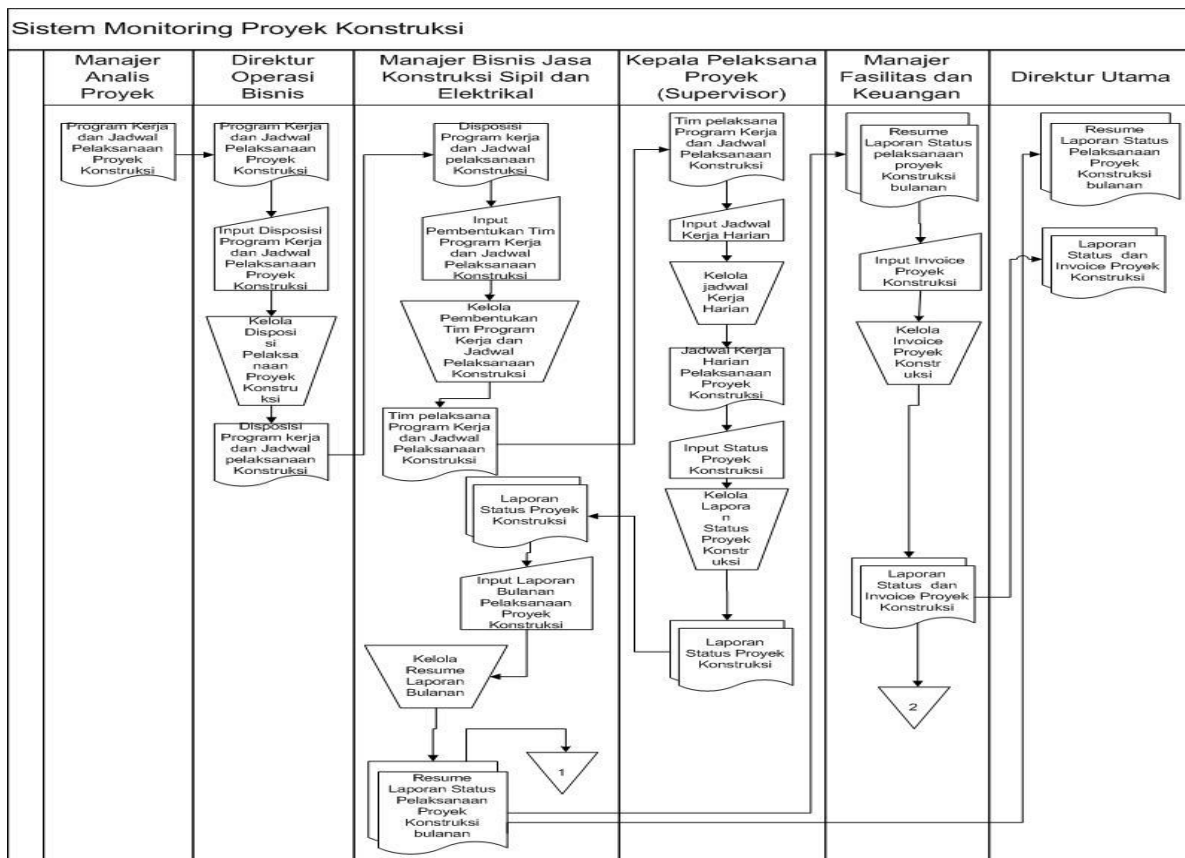 Sistem Monitoring Proyek Konstruksi
Manajer
Analis
Proyek
Direktur
Operasi
Bisnis
Manajer Bisnis Jasa
Konstruksi Sipil dan
Elektrikal
Kepala Pelaksana
Proyek
(Supervisor)
Manajer
Fasilitas dan
Keuangan
Direktur Utama
Program Kerja
dan Jadwal
Pelaksanaan
Proyek
Konstruksi
Program Kerja
dan Jadwal
Pelaksanaan
Proyek
Konstruksi
Input Disposisi
Program Kerja
dan Jadwal
Pelaksanaan
Proyek
Konstruksi
Kelola
Disposi
si
Pelaksa
naan
Proyek
Konstru
ksi
Disposisi
Program kerja
dan Jadwal
pelaksanaan
Konstruksi
Disposisi
Program kerja
dan Jadwal
pelaksanaan
Konstruksi
Input
Pembentukan Tim
Program Kerja
dan Jadwal
Pelaksanaan
Konstruksi
Kelola
Pembentukan
Tim Program
Kerja dan
Jadwal
Pelaksanaan
Konstruksi
Tim pelaksana
Program Kerja
dan Jadwal
Pelaksanaan
Konstruksi
Laporan
Status Proyek
Konstruksi
Input Laporan
Bulanan
Pelaksanaan
Proyek
Konstruksi
Kelola
Resume
Laporan
Bulanan
Resume
Laporan Status
Pelaksanaan
Proyek
Konstruksi
bulanan
1
Tim pelaksana
Program Kerja
dan Jadwal
Pelaksanaan
Konstruksi
Input Jadwal
Kerja Harian
Kelola
jadwal
Kerja
Harian
Jadwal Kerja
Harian
Pelaksanaan
Proyek
Konstruksi
Input Status
Proyek
Konstruksi
Kelola
Lapora
n
Status
Proyek
Konstr
uksi
Laporan
Status Proyek
Konstruksi
Resume
Laporan Status
pelaksanaan
proyek
Konstruksi
bulanan
Input Invoice
Proyek
Konstruksi
Kelola
Invoice
Proyek
Konstr
uksi
Laporan
Status dan
Invoice Proyek
Konstruksi
2
Resume
Laporan Status
Pelaksanaan
Proyek
Konstruksi
bulanan
Laporan
Status dan
Invoice Proyek
Konstruksi